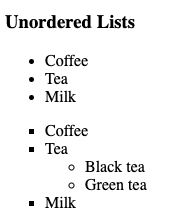 Unordered Lists
Coffee
Tea
Milk
Coffee
Tea
Black tea
Green tea
Milk